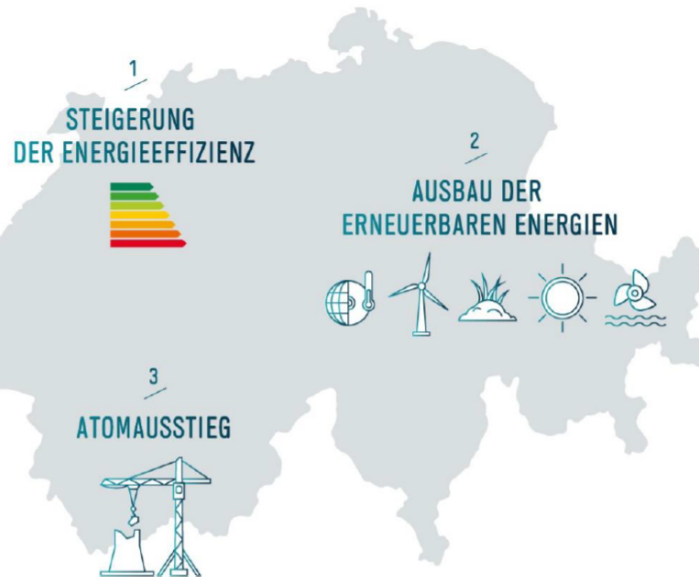 1
STEIGERUNG
DER ENERGIEEFFIZIENZ
2
AUSBAU DER
ERNEUERBAREN ENERGIEN
3
ATOMAUSSTIEG